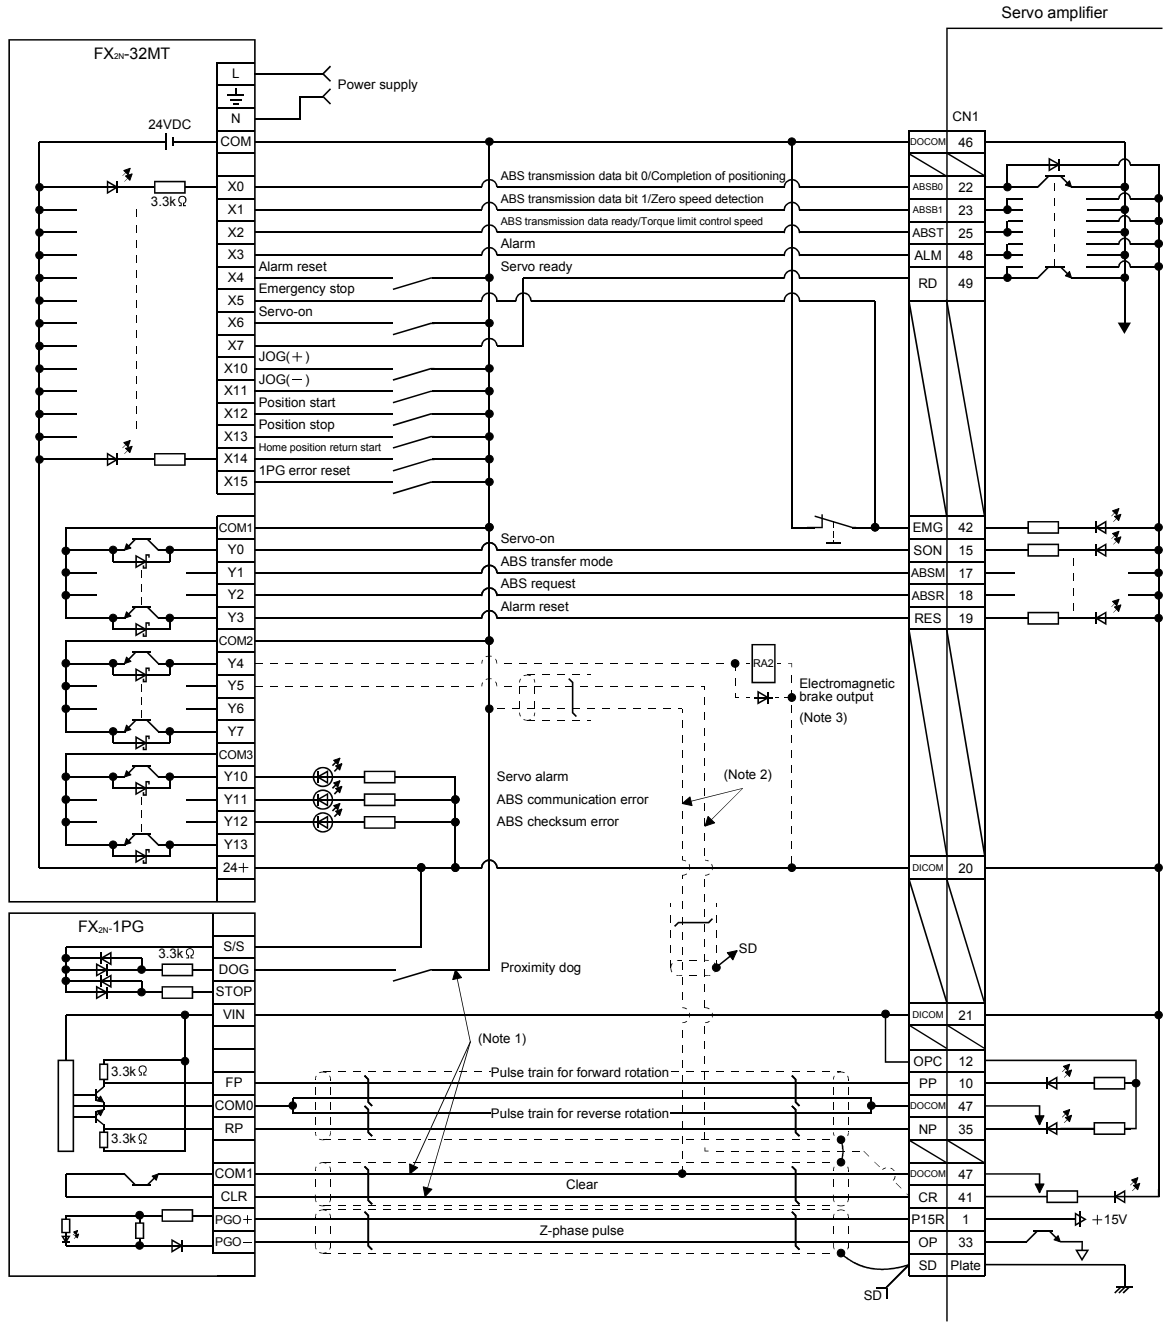 Servo amplifier
FX2N-32MT
L
Power supply
N
24VDC
CN1
COM
DOCOM 46
ABS transmission data bit 0/Completion of positioning
X0
ABSB0 22
3.3kΩ
ABS transmission data bit 1/Zero speed detection
X1
ABSB1 23
ABS transmission data ready/Torque limit control speed
X2
ABST 25
Alarm
X3
ALM 48
Alarm reset
Servo ready
X4
RD 49
Emergency stop
X5
Servo-on
X6
X7
JOG(＋)
X10
JOG(－)
X11
Position start
X12
Position stop
X13
Home position return start
X14
1PG error reset
X15
COM1
EMG 42
Servo-on
Y0
SON 15
ABS transfer mode
Y1
ABSM 17
ABS request
Y2
ABSR 18
Alarm reset
Y3
RES 19
COM2
Y4
RA2
Y5
Electromagnetic
brake output
Y6
(Note 3)
Y7
COM3
Y10
Servo alarm
(Note 2)
Y11
ABS communication error
Y12
ABS checksum error
Y13
24＋
DICOM 20
FX2N-1PG
S/S
3.3kΩ
SD
DOG
Proximity dog
STOP
VIN
DICOM 21
(Note 1)
OPC 12
3.3kΩ
Pulse train for forward rotation
FP
PP 10
COM0
DOCOM 47
Pulse train for reverse rotation
RP
NP 35
3.3kΩ
COM1
DOCOM 47
Clear
CLR
CR 41
PGO＋
P15R 1
＋15V
Z-phase pulse
PGO－
OP 33
SD Plate
SD